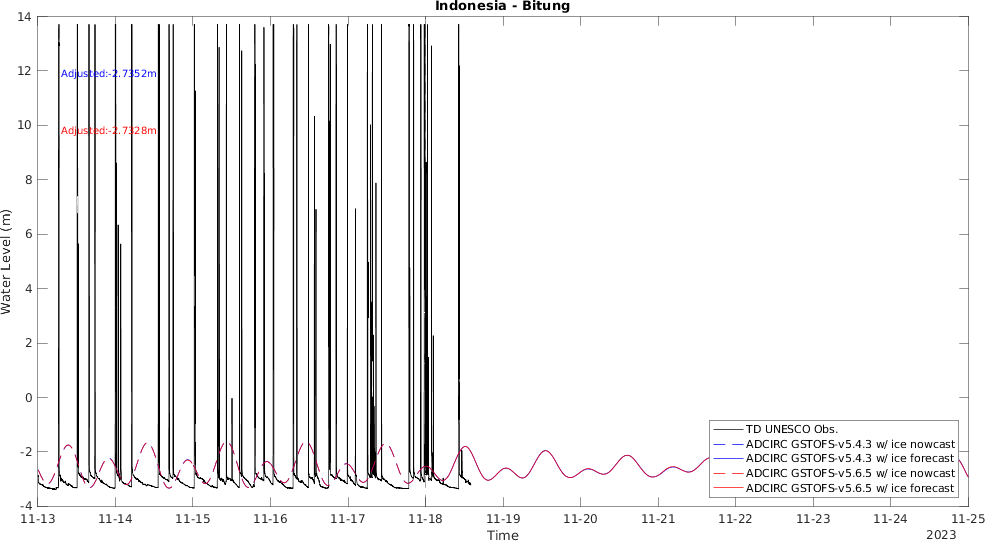 Indonesia - Bitung
14
12
10
8
6
4
2
0
-2
-4
Water Level (m)
Adjusted:-2.7352m
Adjusted:-2.7328m
TD UNESCO Obs.
ADCIRC GSTOFS-v5.4.3 w/ ice nowcast
ADCIRC GSTOFS-v5.4.3 w/ ice forecast
ADCIRC GSTOFS-v5.6.5 w/ ice nowcast
ADCIRC GSTOFS-v5.6.5 w/ ice forecast
11-13 11-14 11-15 11-16 11-17 11-18 11-19 11-20 11-21 11-22 11-23 11-24 11-25
Time
2023